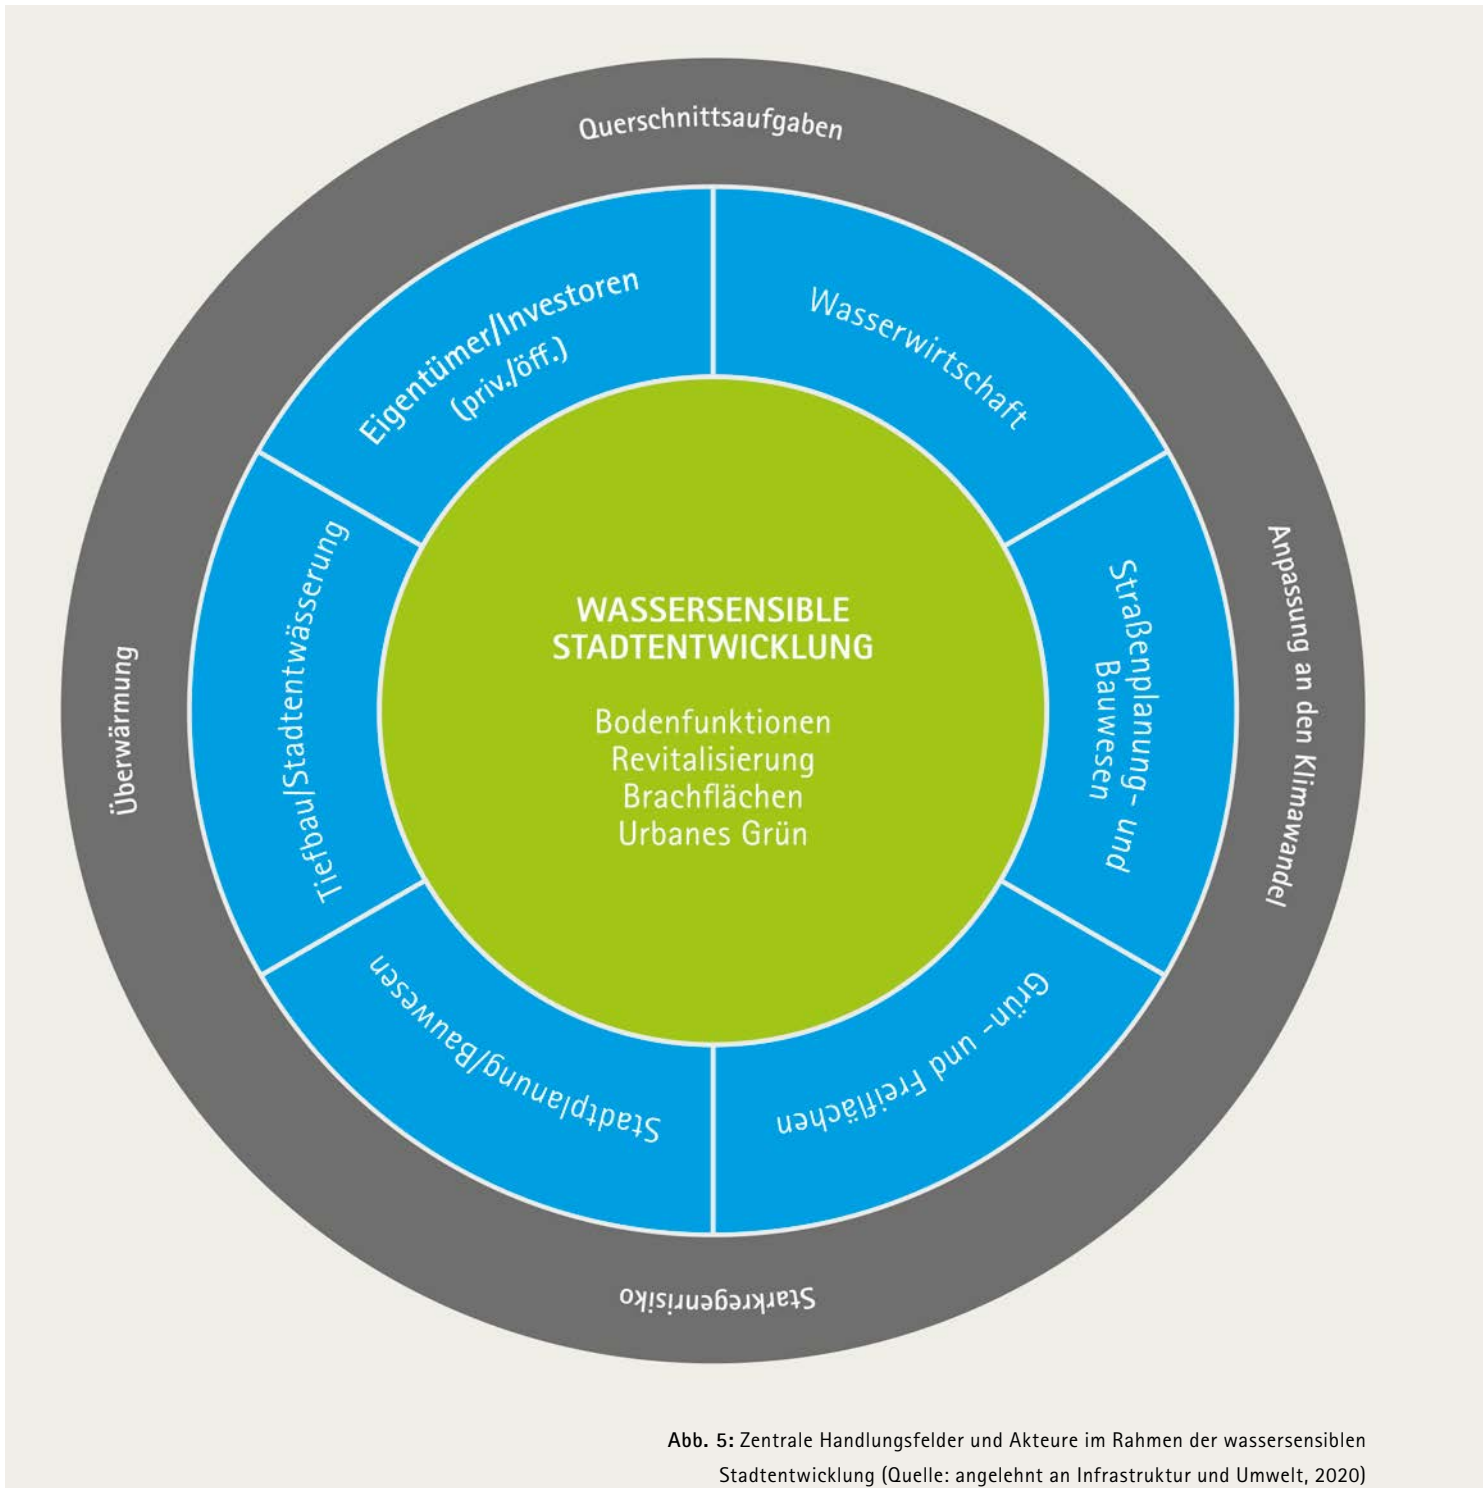 Querschnittsaufgaben
Anpassung an den Klimawandel
Starkregenrisiko
Überwärmung
Eigentümer/Investoren
(priv./öff.)
Wasserwirtschaft
Straßenplanung- und
Bauwesen
Grün- und Freiflächen
Stadtplanung/Bauwesen
Tiefbau/Stadtentwässerung
WASSERSENSIBLE
STADTENTWICKLUNG
Bodenfunktionen
Revitalisierung
Brachflächen
Urbanes Grün
Abb. 5: Zentrale Handlungsfelder und Akteure im Rahmen der wassersensiblen
Stadtentwicklung (Quelle: angelehnt an Infrastruktur und Umwelt, 2020)